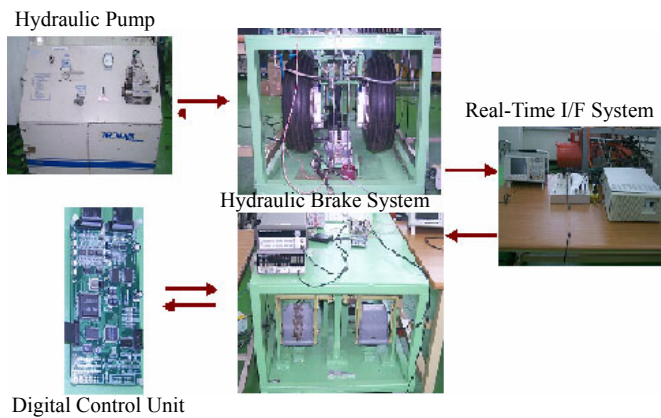 Hydraulic Pump
Real-Time I/F System
Hydraulic Brake System
Digital Control Unit